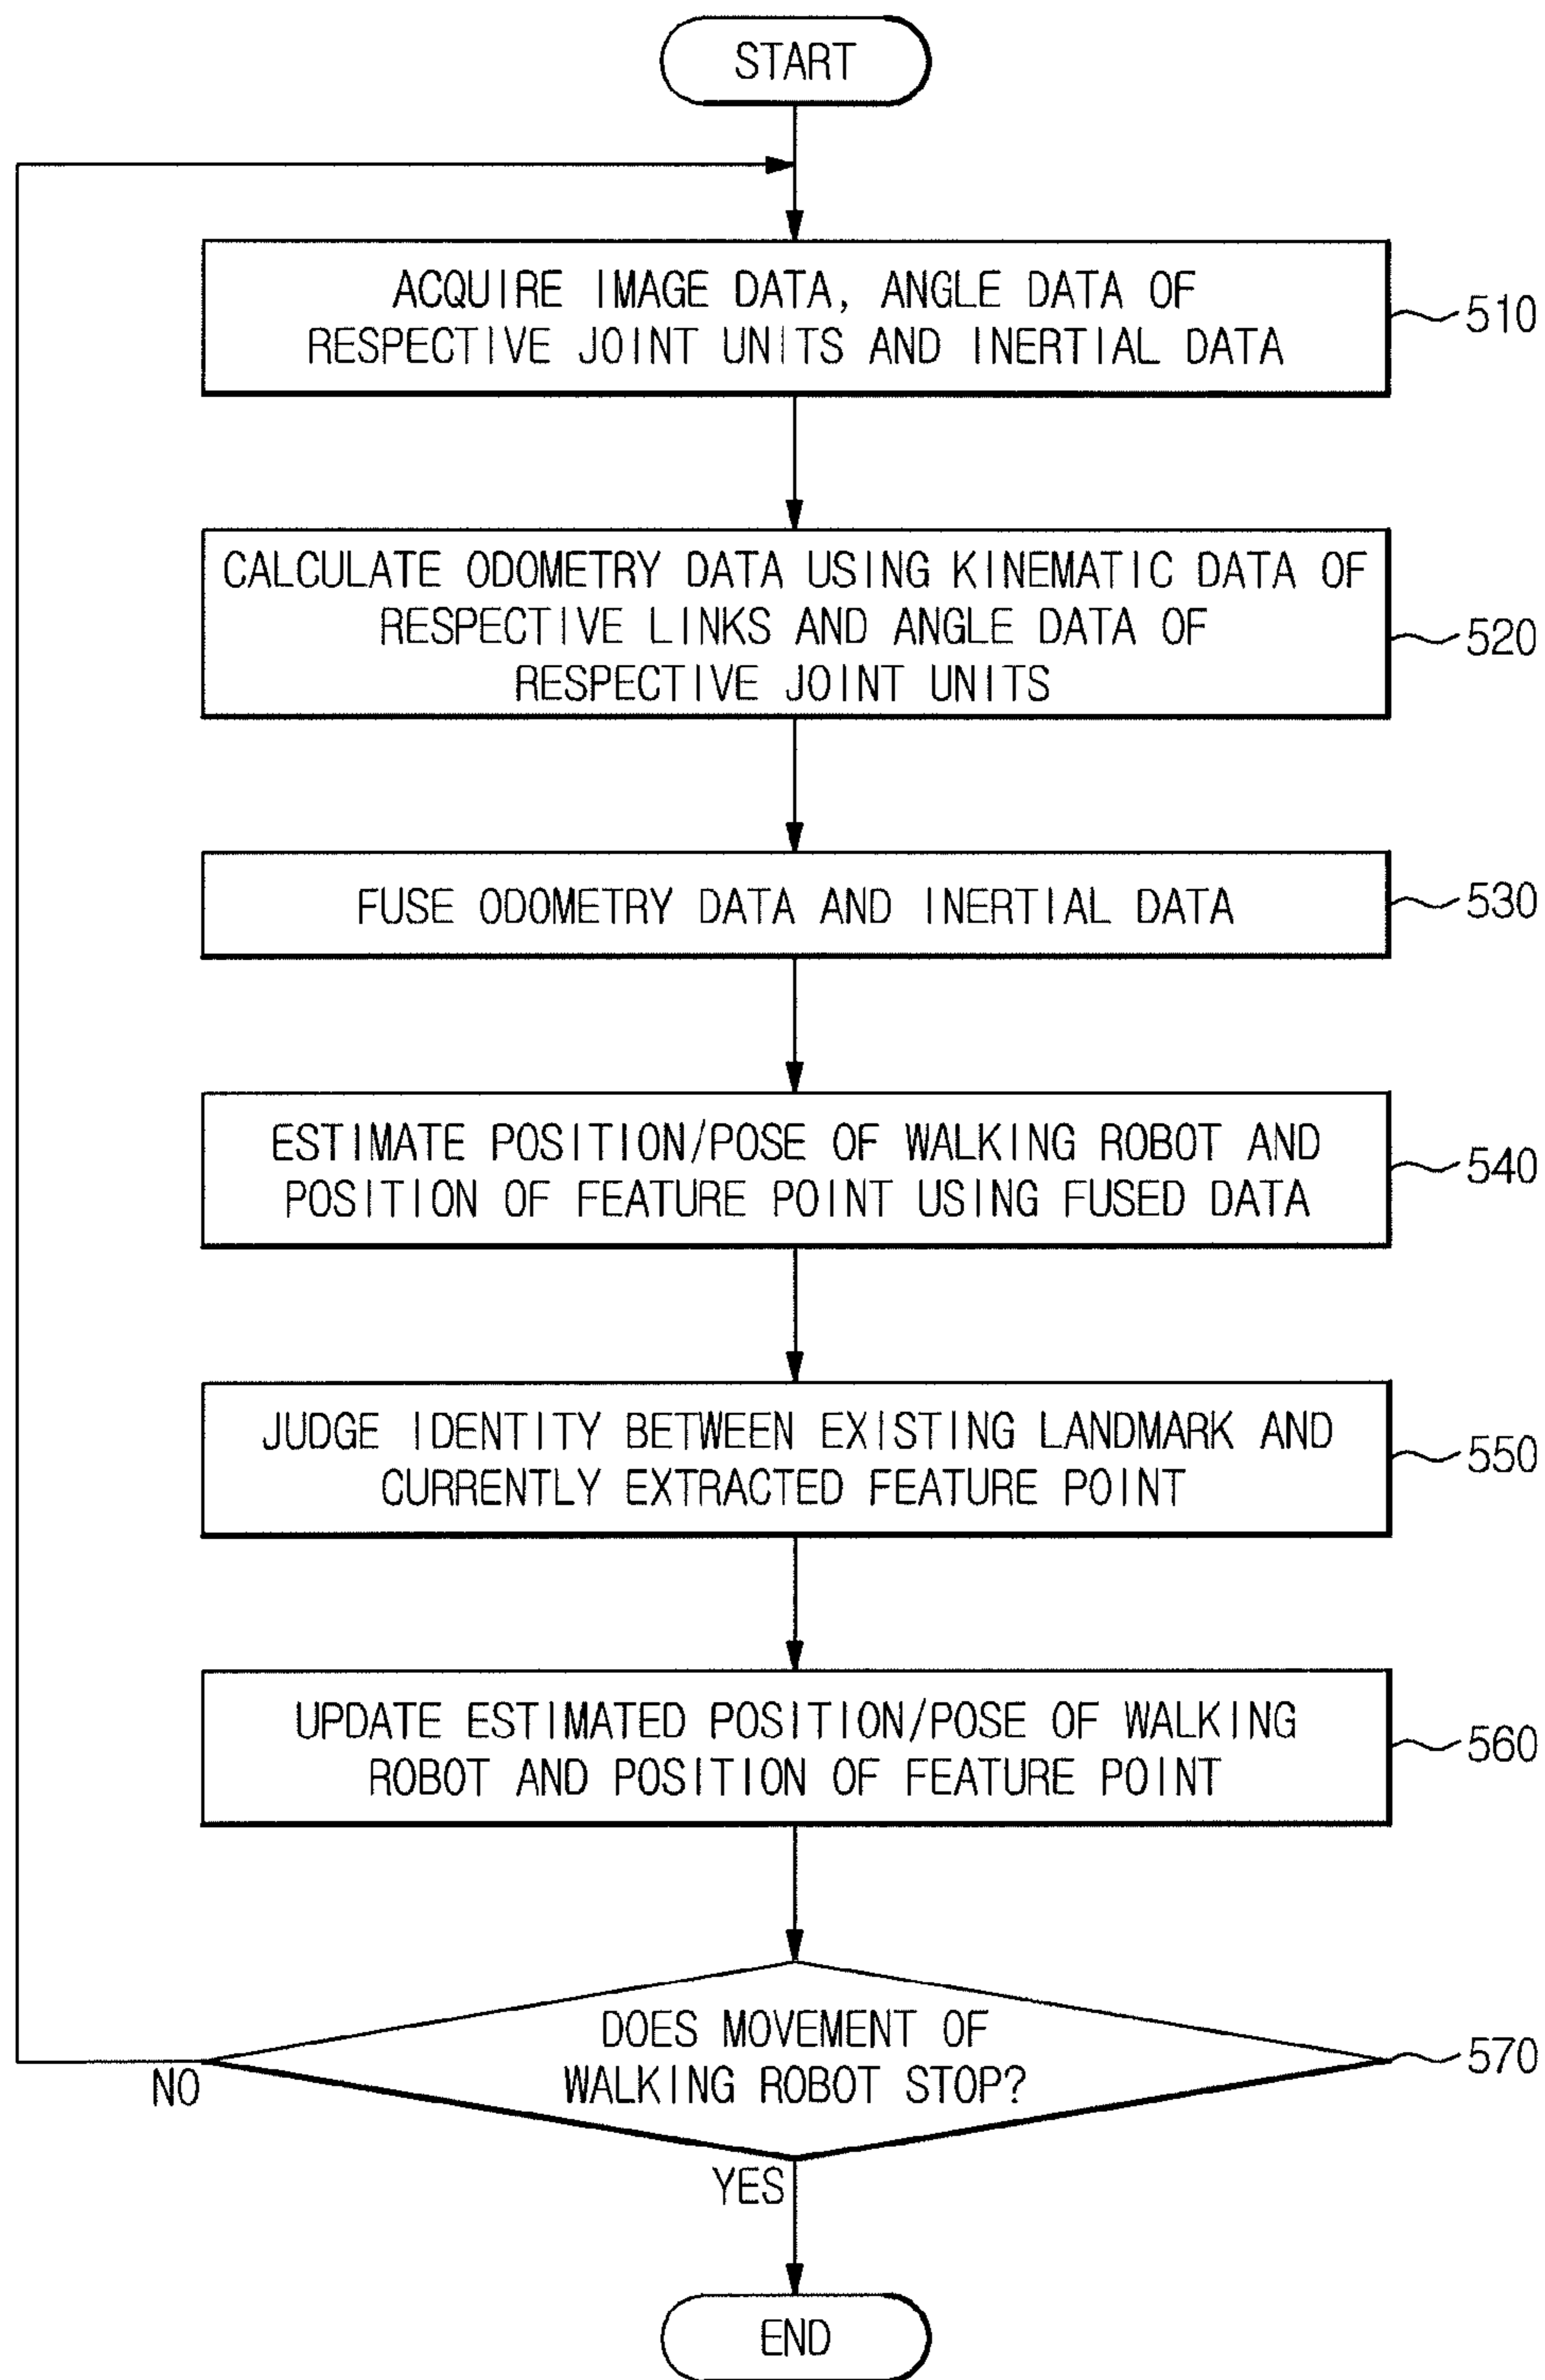 START
ACQUIRE IMAGE DATA, ANGLE DATA OF
RESPECTIVE JOINT UNITS AND INERTIAL DATA
510
CALCULATE ODOMETRY DATA USING KINEMATIC DATA OF
RESPECTIVE LINKS AND ANGLE DATA OF
RESPECTIVE JOINT UNITS
520
FUSE ODOMETRY DATA AND INERTIAL DATA
530
ESTIMATE POSITION/POSE OF WALKING ROBOT AND
POSITION OF FEATURE POINT USING FUSED DATA
540
JUDGE IDENTITY BETWEEN EXISTING LANDMARK AND
CURRENTLY EXTRACTED FEATURE POINT
550
UPDATE ESTIMATED POSITION/POSE OF WALKING
ROBOT AND POSITION OF FEATURE POINT
560
DOES MOVEMENT OF
WALKING ROBOT STOP?
570
NO
YES
END